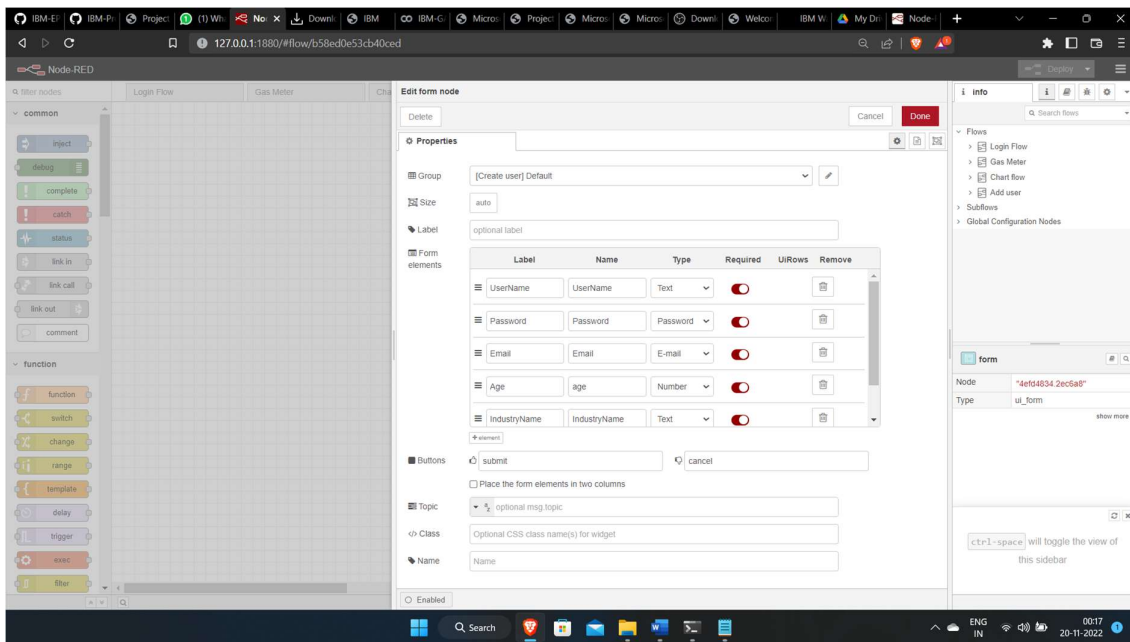 IBM-EP IBM-Pr Project (1) Wh Noc Downlo IBM IBM-G Micros Project Micros Micros Downl Welcor IBM W My Dri Node-
127.0.0.1:1880/#flow/b58ed0e53cb40ced
Node-RED Deploy
filter nodes Login Flow Gas Meter Cha Edit form node i info
Delete Cancel Done Search flows
common
inject
debug
complete
catch
status
link in
link call
link out
comment
function
function
switch
change
range
template
delay
trigger
exec
filter
Properties
Group [Create user] Default
Size auto
Label optional label
Form elements
Label Name Type Required UiRows Remove
UserName UserName Text
Password Password Password
Email Email E-mail
Age age Number
IndustryName IndustryName Text
+ element
Buttons submit cancel
Place the form elements in two columns
Topic optional msg.topic
</> Class Optional CSS class name(s) for widget
Name Name
Enabled
Flows
Login Flow
Gas Meter
Chart flow
Add user
Subflows
Global Configuration Nodes
form
Node "4efd4834.2ec6a8"
Type ui_form
show more
ctrl-space will toggle the view of
this sidebar
Search ENG IN 00:17 20-11-2022 1